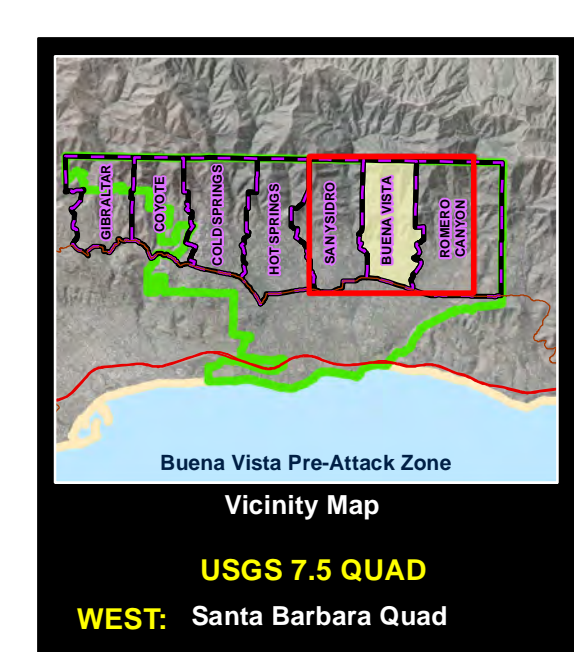 GIBRALTAR
COYOTE
COLD SPRINGS
HOT SPRINGS
SAN YSIDRO
BUENA VISTA
ROMERO
CANYON
Buena Vista Pre-Attack Zone
Vicinity Map
USGS 7.5 QUAD
WEST: Santa Barbara Quad